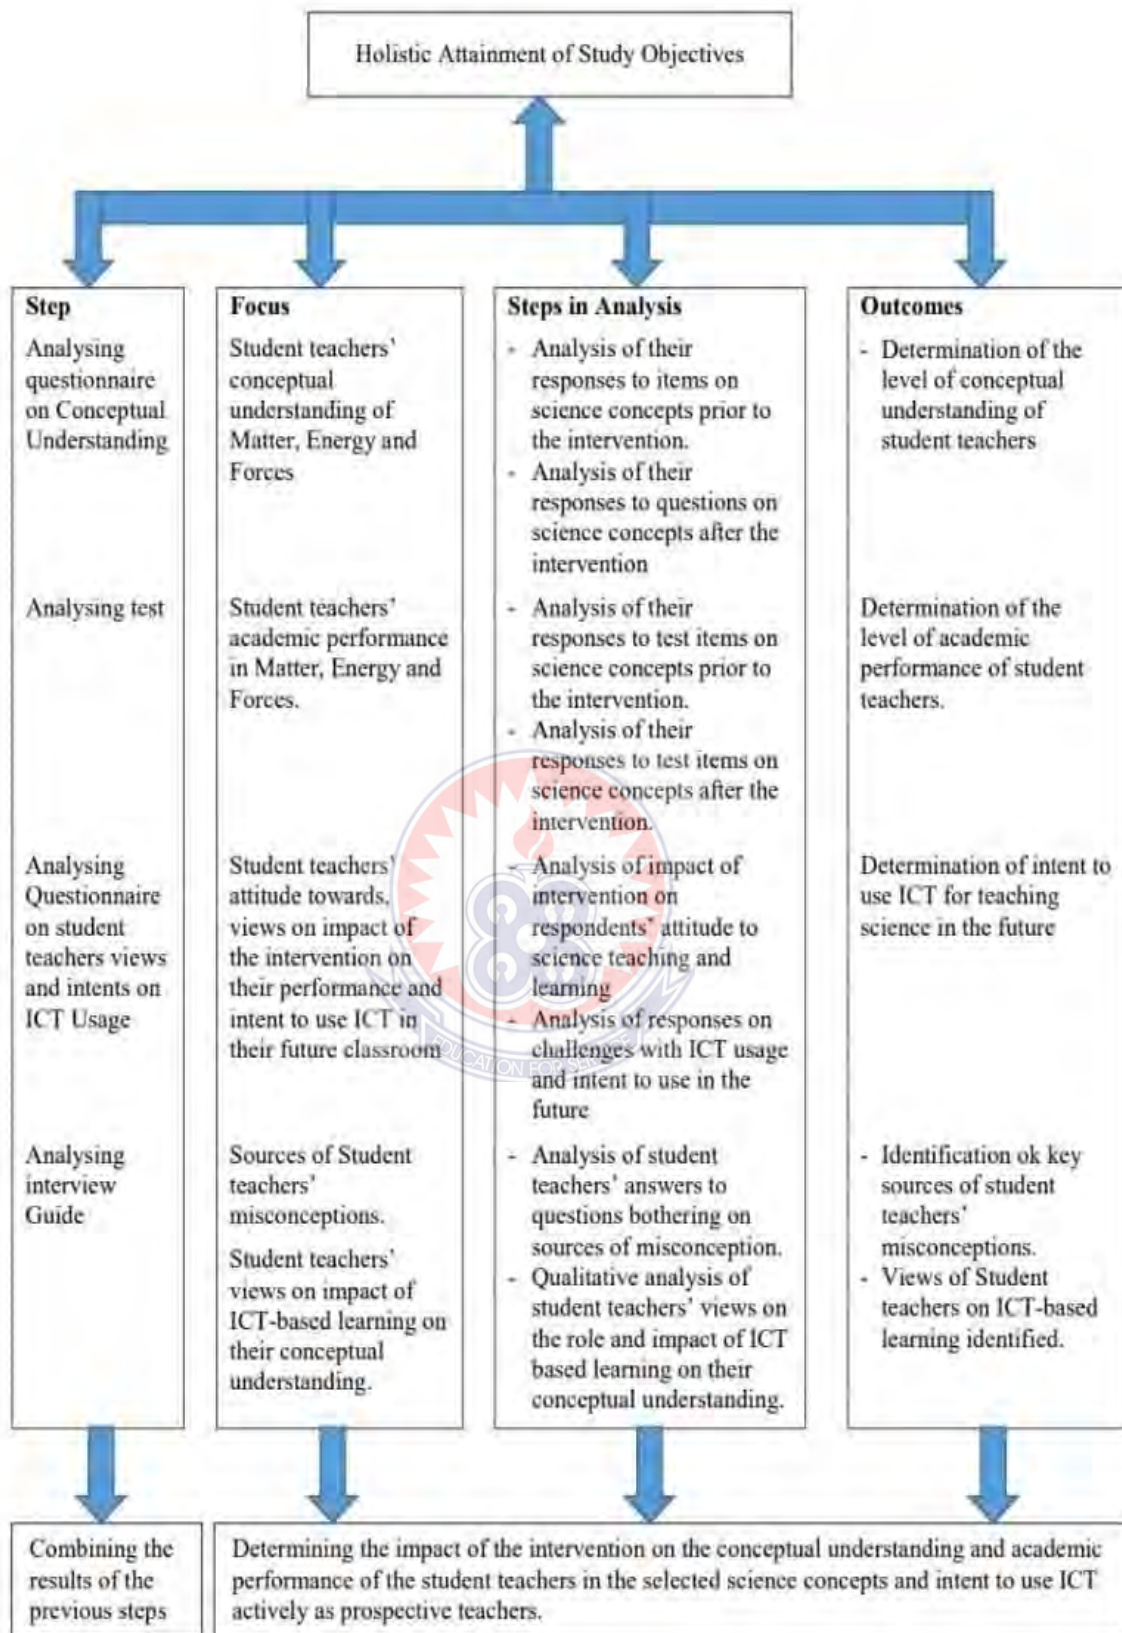 Holistic Attainment of Study Objectives
Step
Analysing
questionnaire
on Conceptual
Understanding
Analysing test
Analysing
Questionnaire
on student
teachers views
and intents on
ICT Usage
Analysing
interview
Guide
Focus
Student teachers'
conceptual
understanding of
Matter, Energy and
Forces
Student teachers'
academic performance
in Matter, Energy and
Forces.
Student teachers'
attitude towards,
views on impact of
the intervention on
their performance and
intent to use ICT in
their future classroom
Sources of Student
teachers'
misconceptions.
Student teachers'
views on impact of
ICT-based learning on
their conceptual
understanding.
Steps in Analysis
- Analysis of their
responses to items on
science concepts prior to
the intervention.
- Analysis of their
responses to questions on
science concepts after the
intervention
- Analysis of their
responses to test items on
science concepts prior to
the intervention.
- Analysis of their
responses to test items on
science concepts after the
intervention.
- Analysis of impact of
intervention on
respondents' attitude to
science teaching and
learning
- Analysis of responses on
challenges with ICT usage
and intent to use in the
future
- Analysis of student
teachers' answers to
questions bothering on
sources of misconception.
- Qualitative analysis of
student teachers' views on
the role and impact of ICT
based learning on their
conceptual understanding.
Outcomes
- Determination of the
level of conceptual
understanding of
student teachers
Determination of the
level of academic
performance of student
teachers.
Determination of intent to
use ICT for teaching
science in the future
- Identification ok key
sources of student
teachers'
misconceptions.
- Views of Student
teachers on ICT-based
learning identified.
EDUCATION FOR SERVICE
Combining the
results of the
previous steps
Determining the impact of the intervention on the conceptual understanding and academic
performance of the student teachers in the selected science concepts and intent to use ICT
actively as prospective teachers.